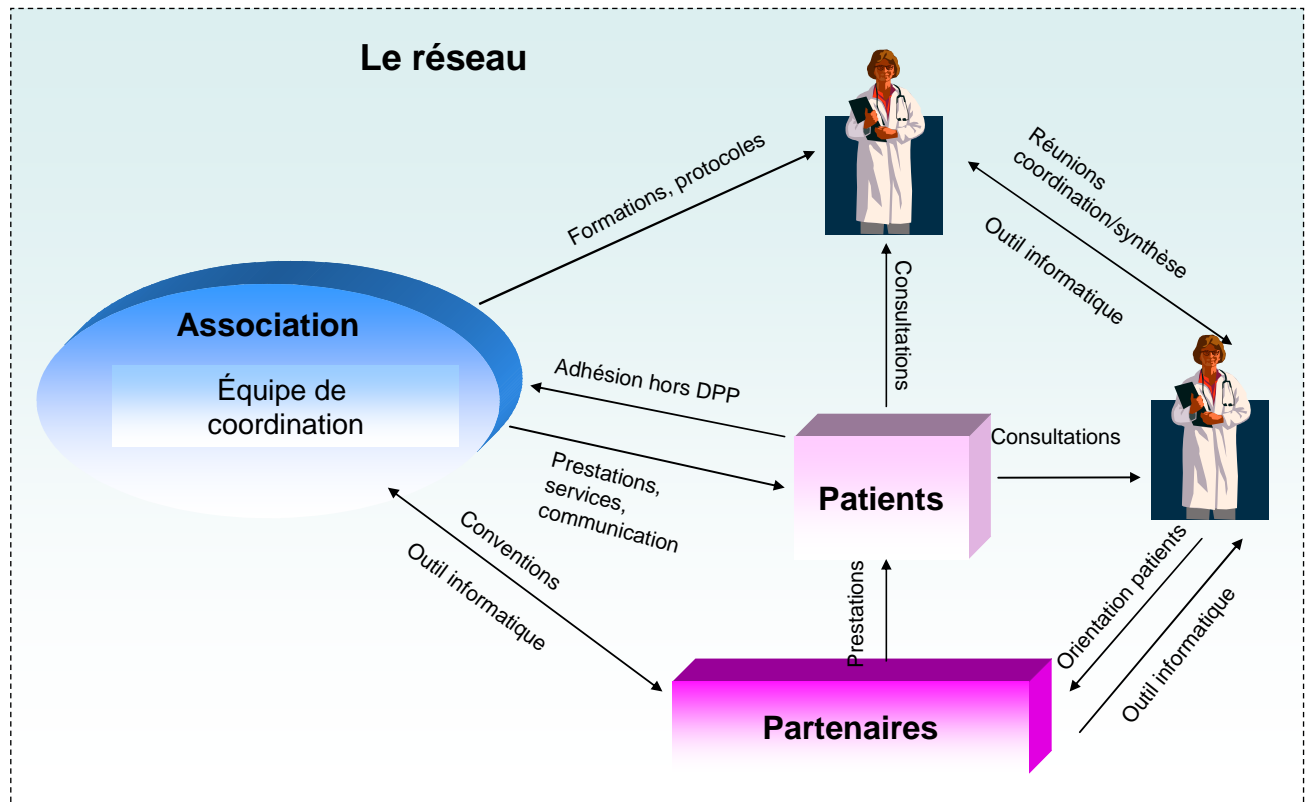 Le réseau
Formations, protocoles
Réunions
coordination/synthèse
Outil informatique
Association
Équipe de
coordination
Consultations
Adhésion hors DPP
Consultations
Prestations,
services,
communication
Patients
Conventions
Outil informatique
Prestations
Orientation patients
Outil informatique
Partenaires